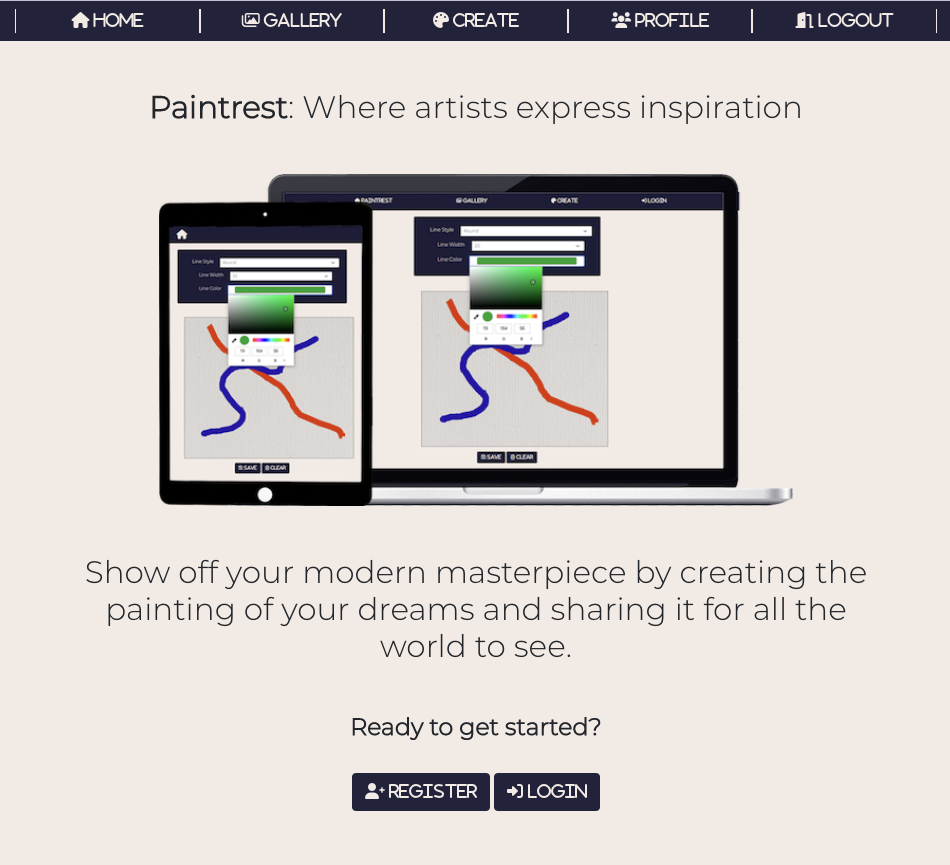 HOME
GALLERY
CREATE
PROFILE
LOGOUT
Paintrest: Where artists express inspiration
PAINTREST
GALLERY
CREATE
LOGIN
Line Style
Round
Line Width
Line Color
R
G
B
SAVE
CLEAR
Line Style
Round
Line Width
Line Color
R
G
B
SAVE
CLEAR
Show off your modern masterpiece by creating the
painting of your dreams and sharing it for all the
world to see.
Ready to get started?
REGISTER
LOGIN